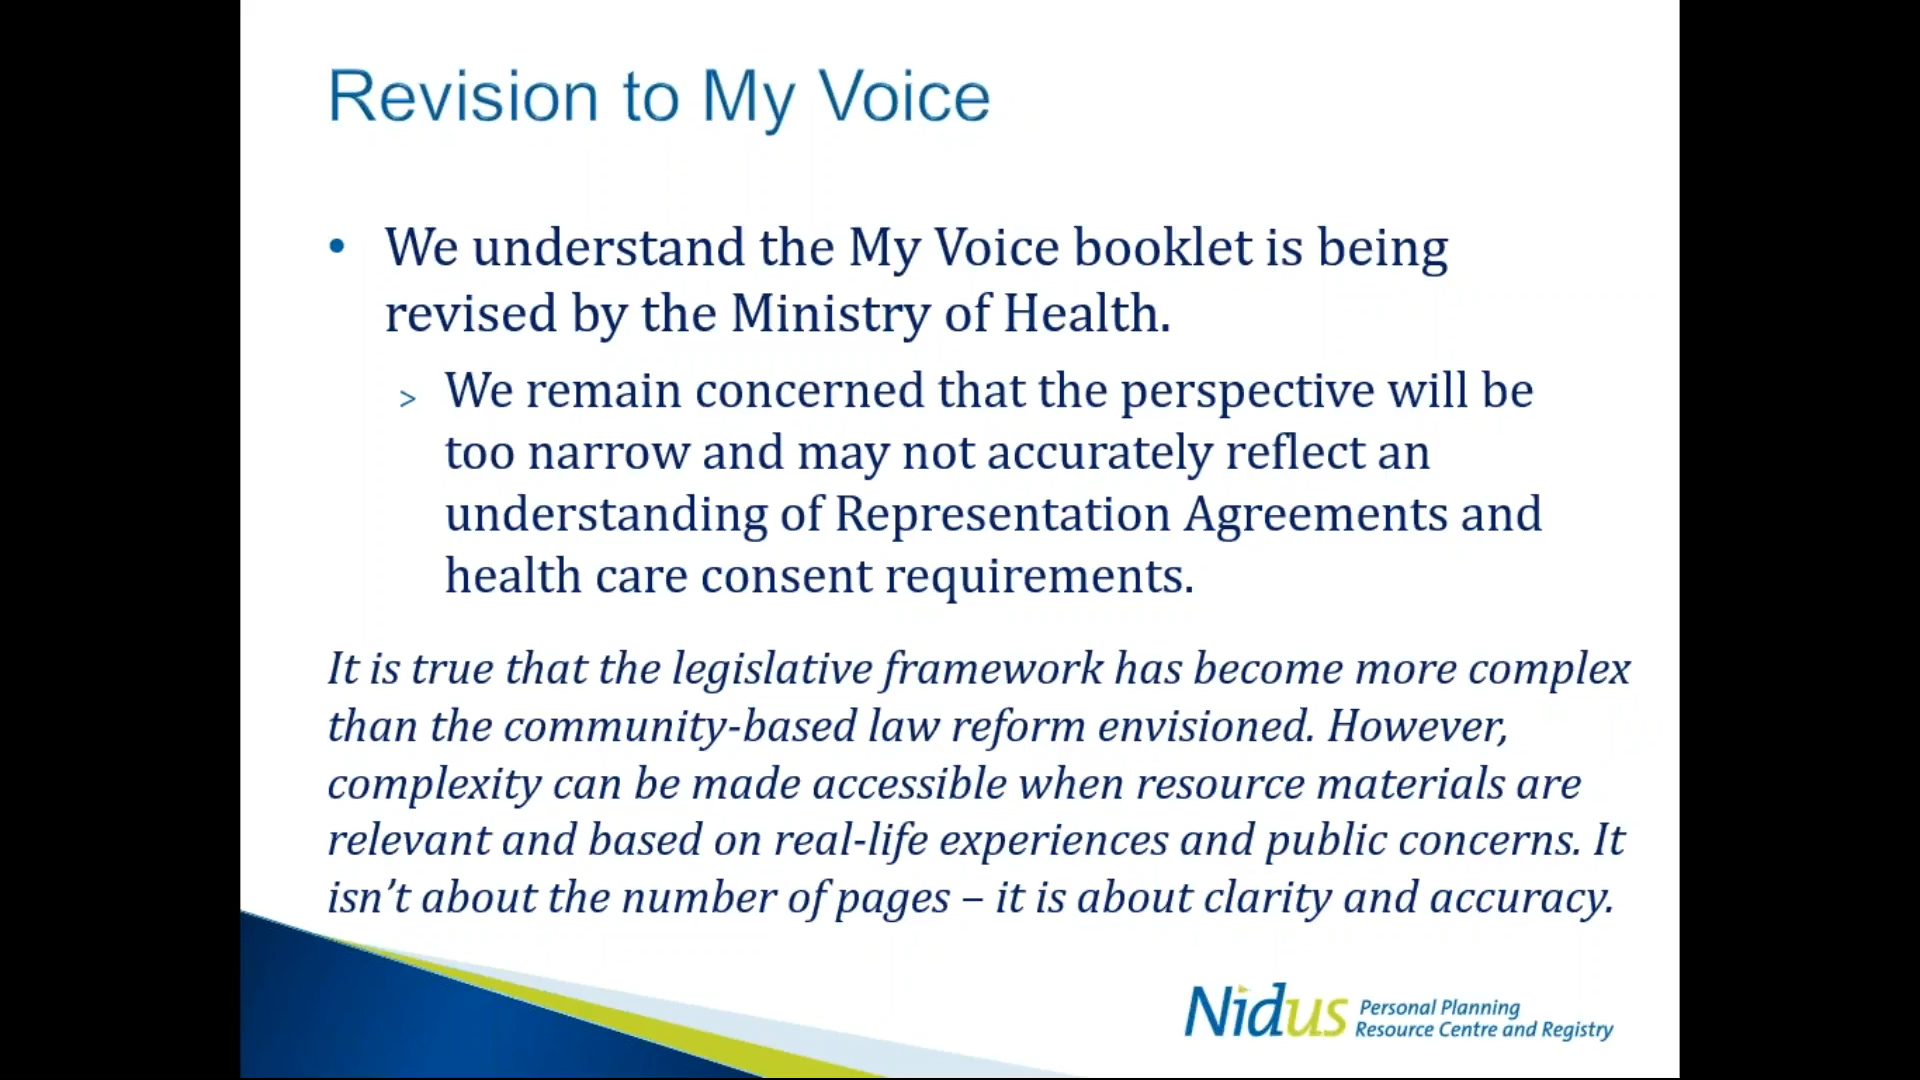 Revision to My Voice
• We understand the My Voice booklet is being
revised by the Ministry of Health.
> We remain concerned that the perspective will be
too narrow and may not accurately reflect an
understanding of Representation Agreements and
health care consent requirements.
It is true that the legislative framework has become more complex
than the community-based law reform envisioned. However,
complexity can be made accessible when resource materials are
relevant and based on real-life experiences and public concerns. It
isn’t about the number of pages – it is about clarity and accuracy.
Nidus Personal Planning
Resource Centre and Registry